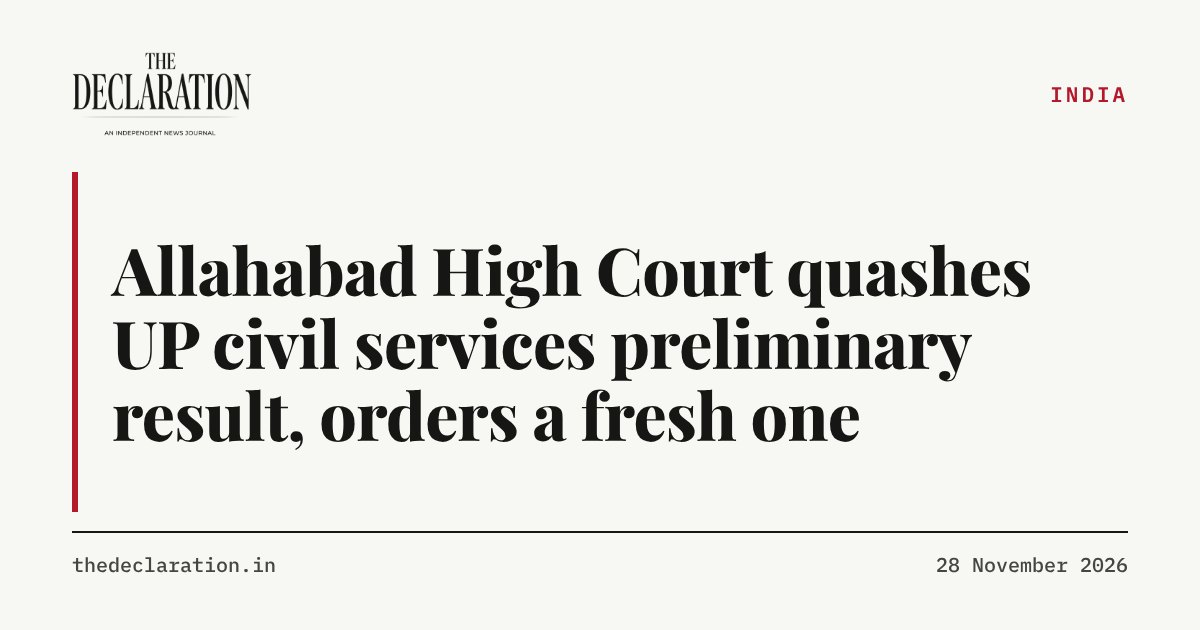 THE
DECLARATION
AN INDEPENDENT NEWS JOURNAL
INDIA
Allahabad High Court quashes
UP civil services preliminary
result, orders a fresh one
thedeclaration.in
28 November 2026